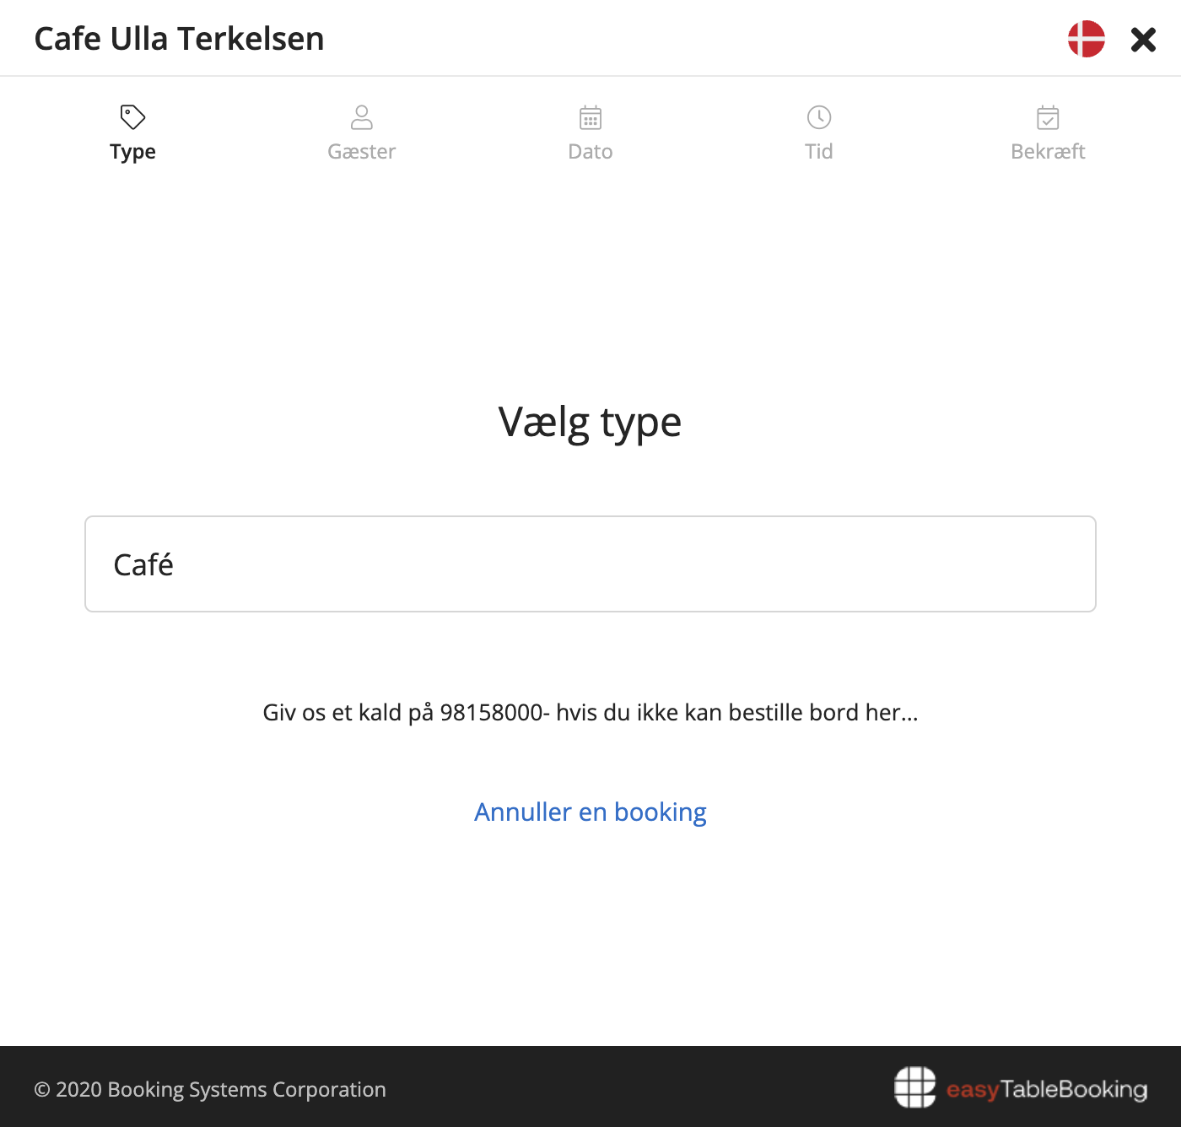 Cafe Ulla Terkelsen
Type
Gæster
Dato
Tid
Bekræft
Vælg type
Café
Giv os et kald på 98158000- hvis du ikke kan bestille bord her...
Annuller en booking
© 2020 Booking Systems Corporation
easyTableBooking